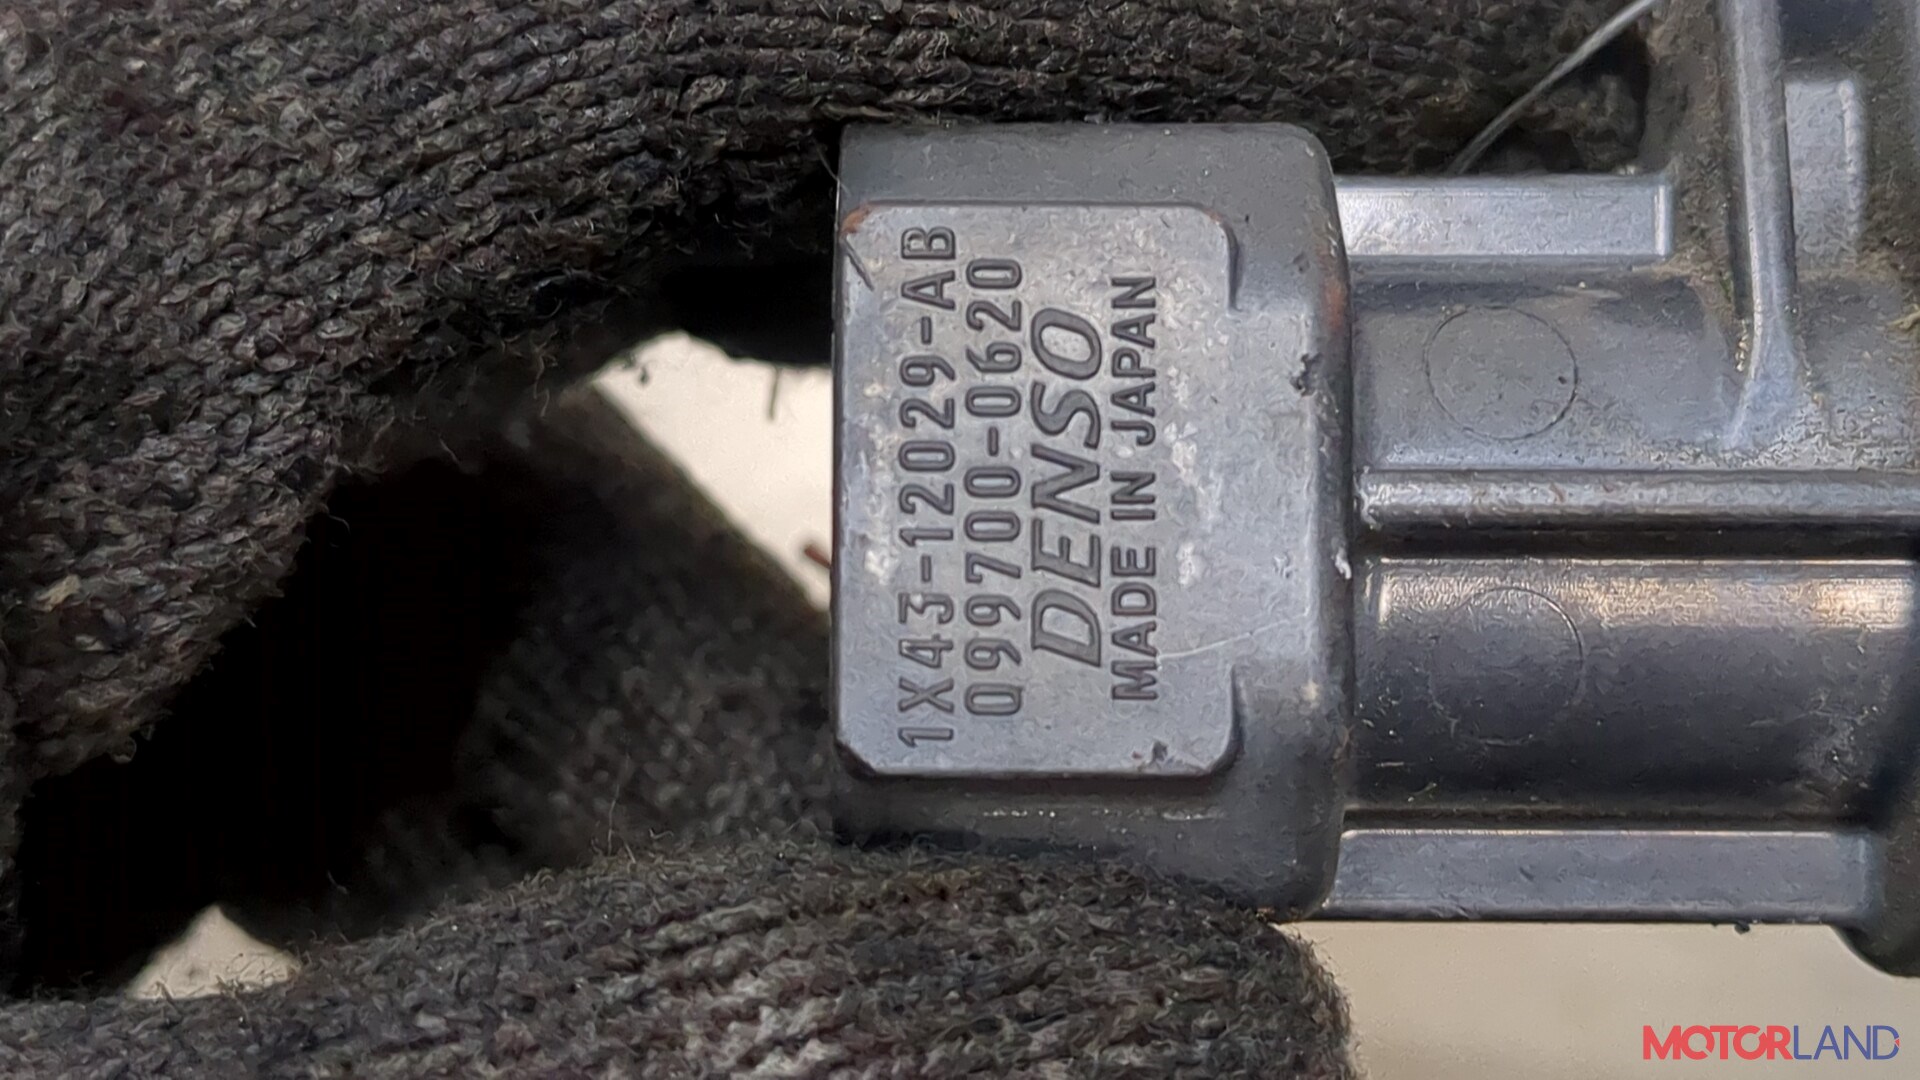 1X43-12029-AB
099700-0620
DENSO
MADE IN JAPAN
MOTORLAND